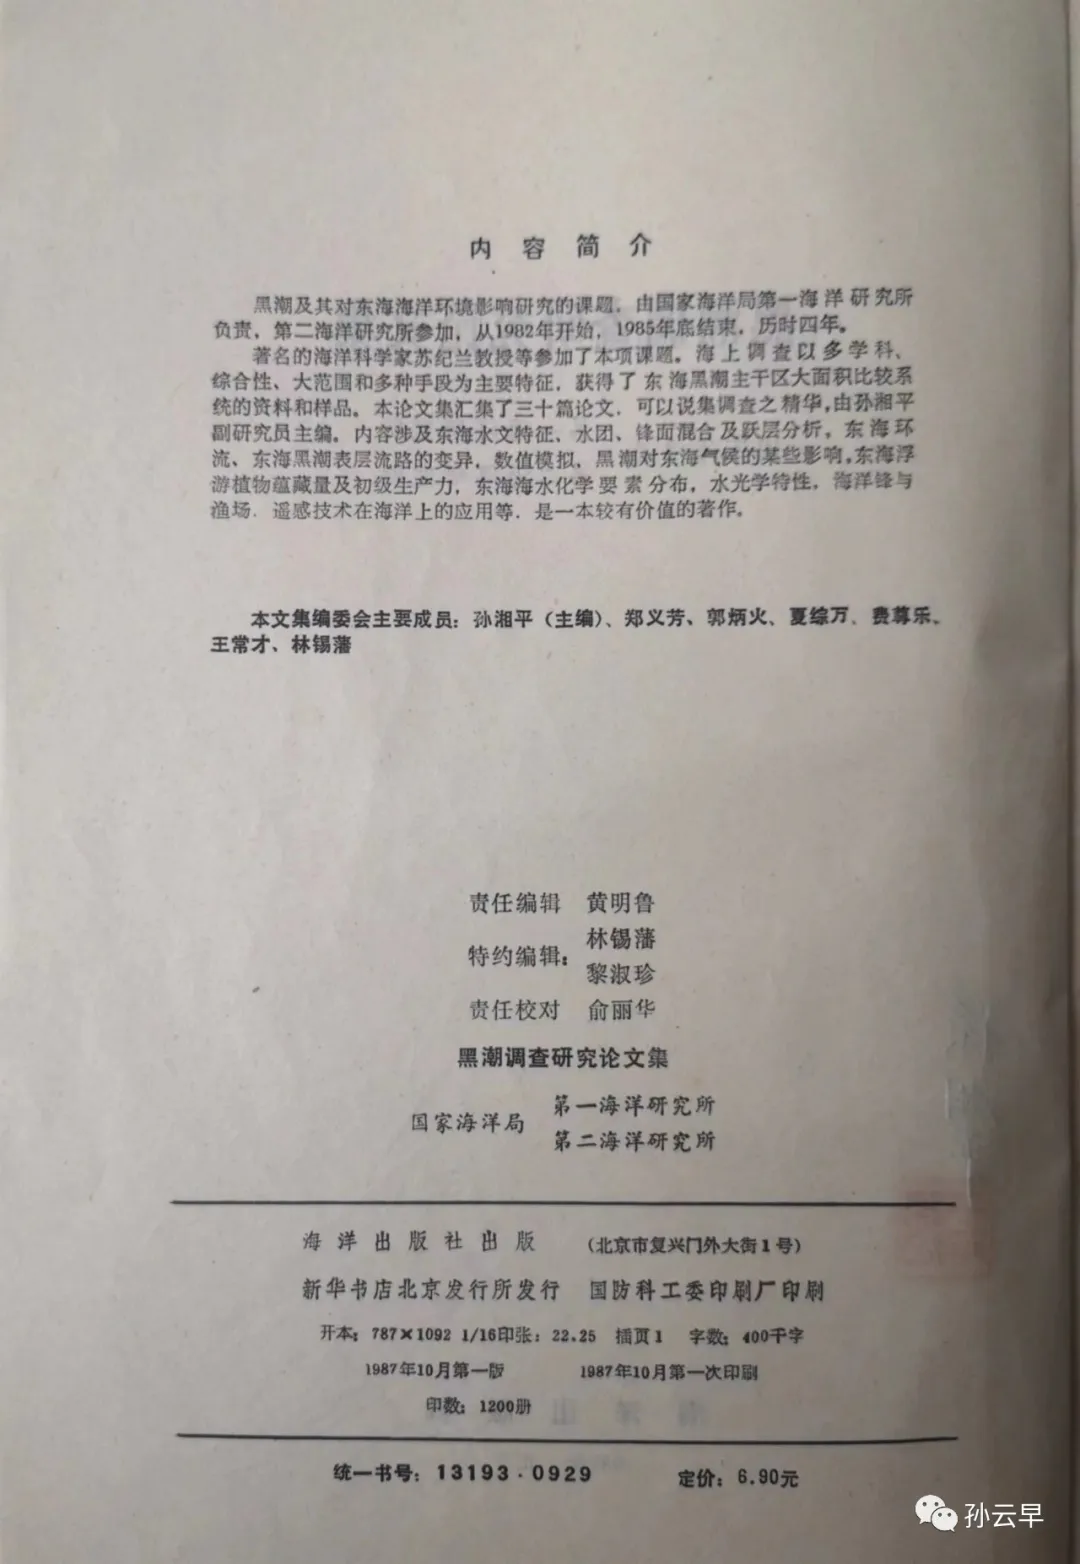 内容简介
黑潮及其对东海海洋环境影响研究的课题，由国家海洋局第一海洋研究所
负责，第二海洋研究所参加，从1982年开始，1985年底结束，历时四年。
著名的海洋科学家苏纪兰教授等参加了本项课题。海上调查以多学科、
综合性、大范围和多种手段为主要特征，获得了东海黑潮主干区大面积比较系
统的资料和样品。本论文集汇集了三十篇论文，可以说集调查之精华，由孙湘平
副研究员主编。内容涉及东海水文特征、水团、锋面混合及跃层分析，东海环
流、东海黑潮表层流路的变异，数值模拟，黑潮对东海气候的某些影响，东海浮
游植物蕴藏量及初级生产力，东海海水化学要素分布，水光学特性，海洋锋与
渔场，遥感技术在海洋上的应用等，是一本较有价值的著作。
本文集编委会主要成员：孙湘平（主编）、郑义芳、郭炳火、夏综万、费尊乐、
王常才、林锡藩
责任编辑 黄明鲁
特约编辑：林锡藩
黎淑珍
责任校对 俞丽华
黑潮调查研究论文集
国家海洋局 第一海洋研究所
第二海洋研究所
海洋出版社出版 （北京市复兴门外大街1号）
新华书店北京发行所发行 国防科工委印刷厂印刷
开本：787×1092 1/16印张：22.25 插页1 字数：400千字
1987年10月第一版 1987年10月第一次印刷
印数：1200册
统一书号：13193·0929 定价：6.90元
孙云早